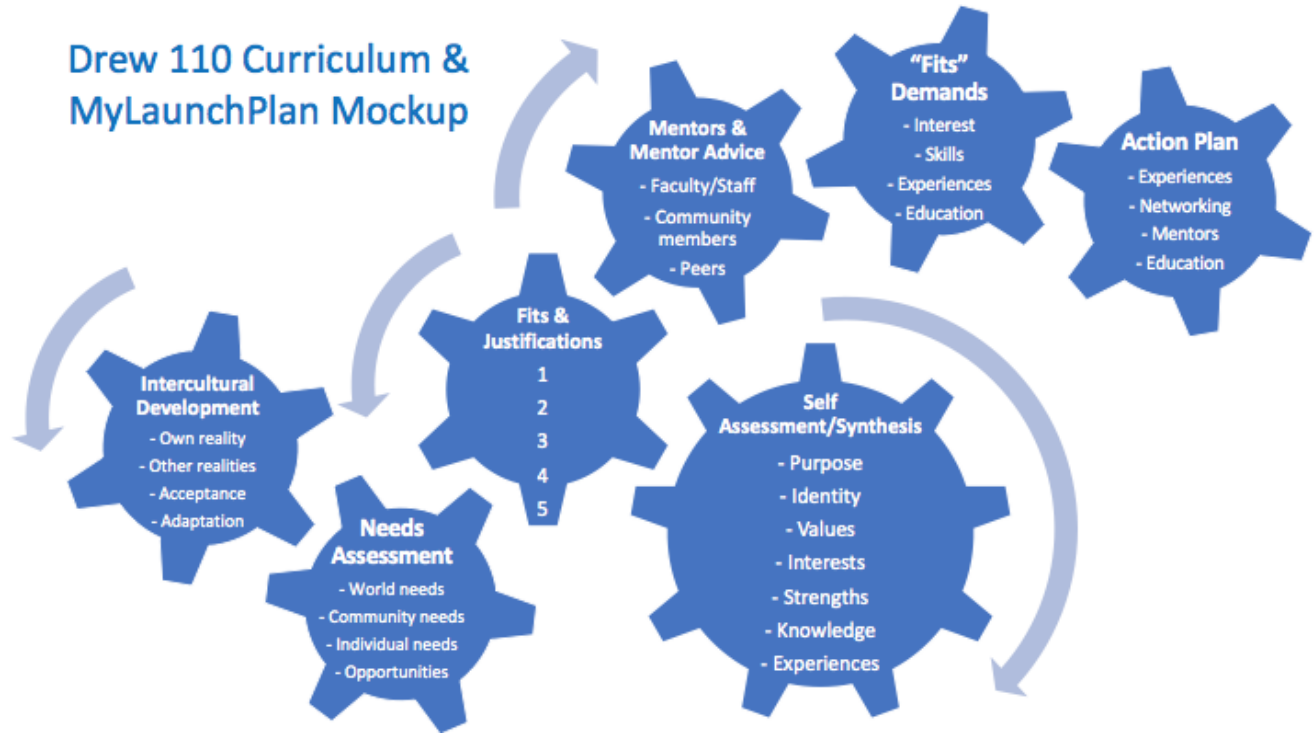 Drew 110 Curriculum &
MyLaunchPlan Mockup
Mentors &
Mentor Advice
- Faculty/Staff
- Community
members
- Peers
“Fits”
Demands
- Interest
- Skills
- Experiences
- Education
Action Plan
- Experiences
- Networking
- Mentors
- Education
Intercultural
Development
- Own reality
- Other realities
- Acceptance
- Adaptation
Fits &
Justifications
1
2
3
4
5
Needs
Assessment
- World needs
- Community needs
- Individual needs
- Opportunities
Self
Assessment/Synthesis
- Purpose
- Identity
- Values
- Interests
- Strengths
- Knowledge
- Experiences